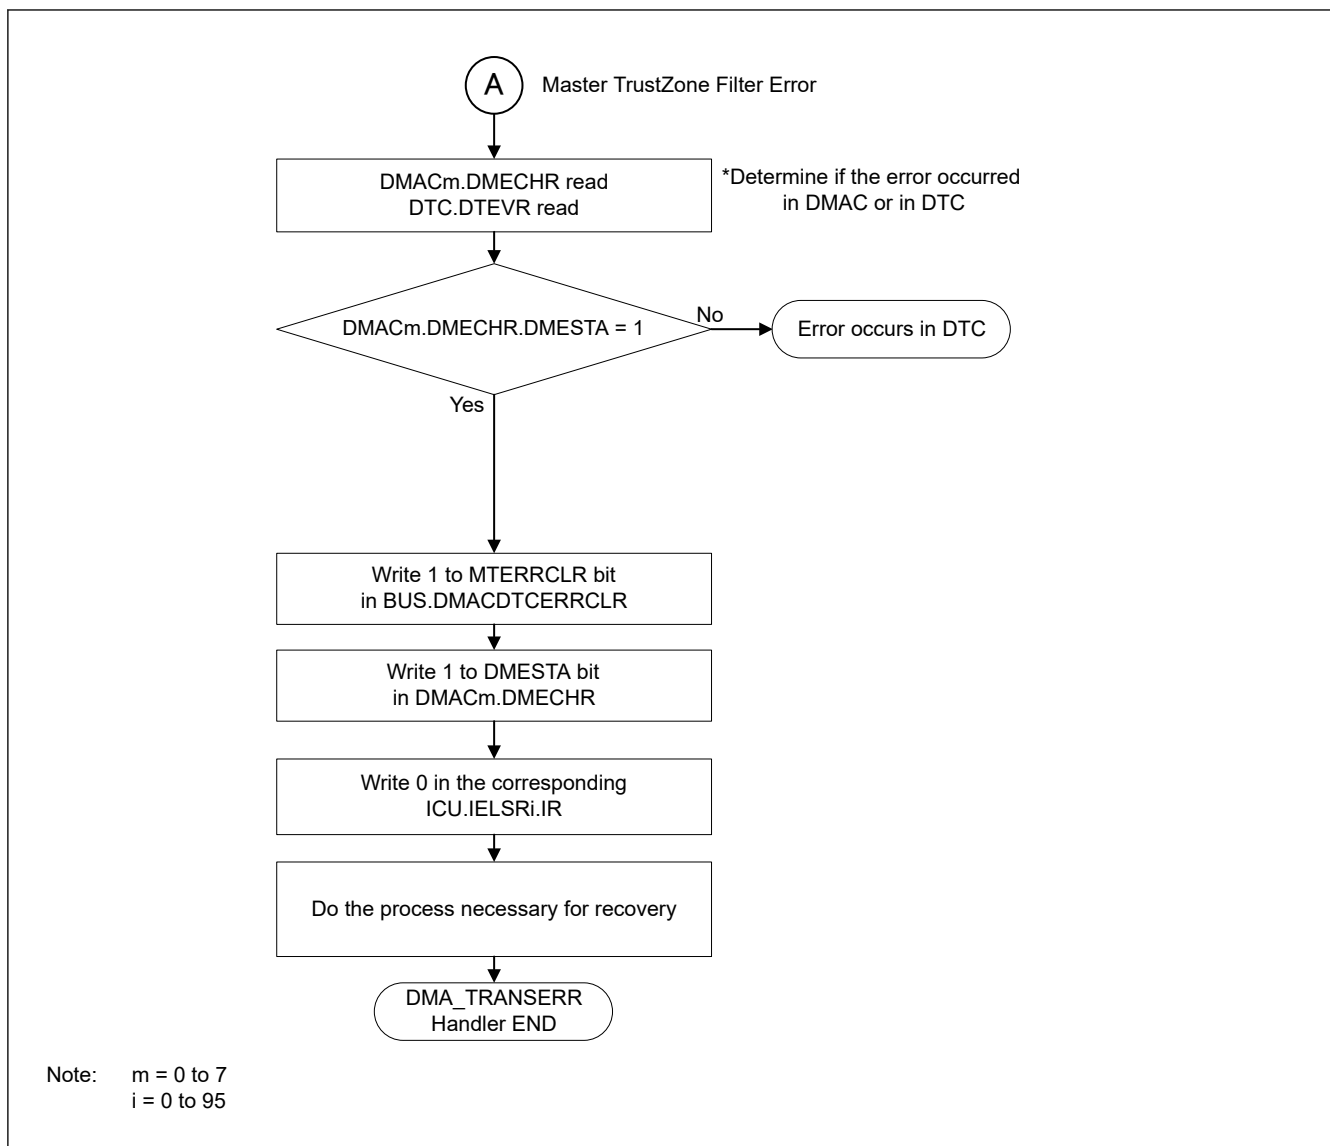 A
Master TrustZone Filter Error
DMACm.DMECHR read
DTC.DTEVR read
*Determine if the error occurred
in DMAC or in DTC
DMACm.DMECHR.DMESTA = 1
No
Error occurs in DTC
Yes
Write 1 to MTERRCLR bit
in BUS.DMACDTCERRCLR
Write 1 to DMESTA bit
in DMACm.DMECHR
Write 0 in the corresponding
ICU.IELSRi.IR
Do the process necessary for recovery
DMA_TRANSERR
Handler END
Note: m = 0 to 7
i = 0 to 95